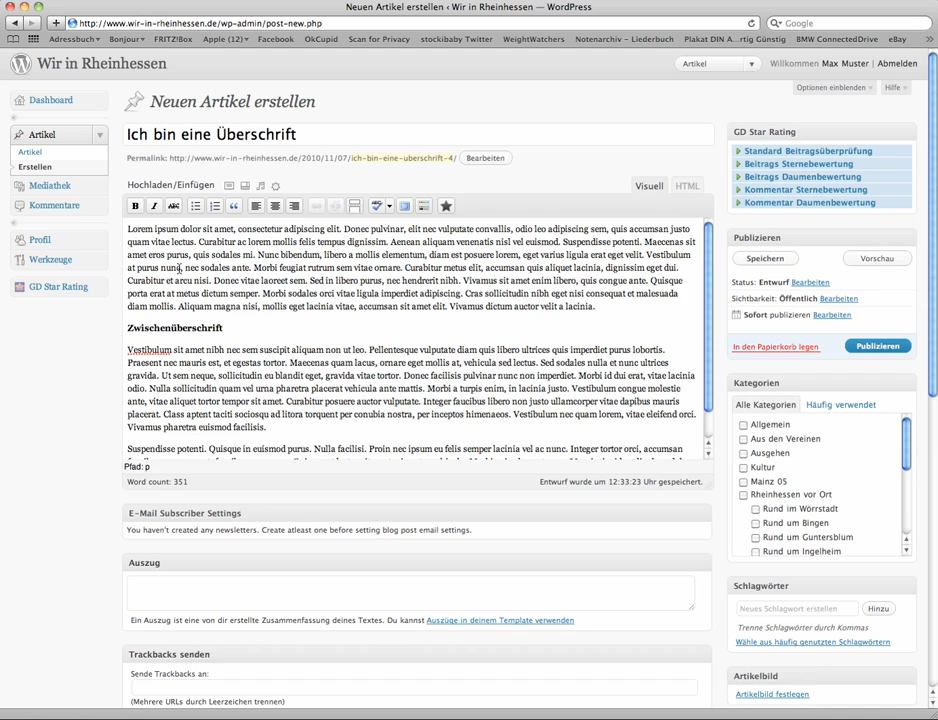 Neuen Artikel erstellen ‹ Wir in Rheinhessen — WordPress
http://www.wir-in-rheinhessen.de/wp-admin/post-new.php
Google
Adressbuch Bonjour FRITZ!Box Apple (12) Facebook OkCupid Scan for Privacy stockibaby Twitter WeightWatchers Notenarchiv – Liederbuch Plakat DIN A...rtig Günstig BMW ConnectedDrive eBay
Wir in Rheinhessen
Artikel
Willkommen Max Muster | Abmelden
Optionen einblenden
Hilfe
Dashboard
Artikel
Artikel
Erstellen
Mediathek
Kommentare
Profil
Werkzeuge
GD Star Rating
Neuen Artikel erstellen
Ich bin eine Überschrift
Permalink: http://www.wir-in-rheinhessen.de/2010/11/07/ich-bin-eine-uberschrift-4/ Bearbeiten
Hochladen/Einfügen
Visuell
HTML
B I ABC
Lorem ipsum dolor sit amet, consectetur adipiscing elit. Donec pulvinar, elit nec vulputate convallis, odio leo adipiscing sem, quis accumsan justo
quam vitae lectus. Curabitur ac lorem mollis felis tempus dignissim. Aenean aliquam venenatis nisl vel euismod. Suspendisse potenti. Maecenas sit
amet eros purus, quis sodales mi. Nunc bibendum, libero a mollis elementum, diam est posuere lorem, eget varius ligula erat eget velit. Vestibulum
at purus nunc, nec sodales ante. Morbi feugiat rutrum sem vitae ornare. Curabitur metus elit, accumsan quis aliquet lacinia, dignissim eget dui.
Curabitur et arcu nisi. Donec vitae laoreet sem. Sed in libero purus, nec hendrerit nibh. Vivamus sit amet enim libero, quis congue ante. Quisque
porta erat at metus dictum semper. Morbi sodales orci vitae ligula imperdiet adipiscing. Cras sollicitudin nibh eget nisi consequat et malesuada
diam mollis. Aliquam magna nisi, mollis eget lacinia vitae, accumsan sit amet elit. Vivamus dictum auctor velit a lacinia.
Zwischenüberschrift
Vestibulum sit amet nibh nec sem suscipit aliquam non ut leo. Pellentesque vulputate diam quis libero ultrices quis imperdiet purus lobortis.
Praesent nec mauris est, et egestas tortor. Maecenas quam lacus, ornare eget mollis at, vehicula sed lectus. Sed sodales nulla et nunc ultrices
gravida. Ut sem neque, sollicitudin eu blandit eget, gravida vitae tortor. Donec facilisis pulvinar nunc non imperdiet. Morbi id dui erat, vitae lacinia
odio. Nulla sollicitudin quam vel urna pharetra placerat vehicula ante mattis. Morbi a turpis enim, in lacinia justo. Vestibulum congue molestie
ante, vitae aliquet tortor tempor sit amet. Curabitur posuere auctor vulputate. Integer faucibus libero non justo ullamcorper vitae dapibus mauris
placerat. Class aptent taciti sociosqu ad litora torquent per conubia nostra, per inceptos himenaeos. Vestibulum nec quam lorem, vitae eleifend orci.
Vivamus pharetra euismod facilisis.
Suspendisse potenti. Quisque in euismod purus. Nulla facilisi. Proin nec ipsum eu felis semper lacinia vel ac nunc. Integer tortor orci, accumsan
Pfad: p
Word count: 351
Entwurf wurde um 12:33:23 Uhr gespeichert.
E-Mail Subscriber Settings
You haven't created any newsletters. Create atleast one before setting blog post email settings.
Auszug
Ein Auszug ist eine von dir erstellte Zusammenfassung deines Textes. Du kannst Auszüge in deinem Template verwenden
Trackbacks senden
Sende Trackbacks an:
(Mehrere URLs durch Leerzeichen trennen)
GD Star Rating
Standard Beitragsüberprüfung
Beitrags Sternebewertung
Beitrags Daumenbewertung
Kommentar Sternebewertung
Kommentar Daumenbewertung
Publizieren
Speichern
Vorschau
Status: Entwurf Bearbeiten
Sichtbarkeit: Öffentlich Bearbeiten
Sofort publizieren Bearbeiten
In den Papierkorb legen
Publizieren
Kategorien
Alle Kategorien
Häufig verwendet
Allgemein
Aus den Vereinen
Ausgehen
Kultur
Mainz 05
Rheinhessen vor Ort
Rund im Wörrstadt
Rund um Bingen
Rund um Guntersblum
Rund um Ingelheim
Schlagwörter
Neues Schlagwort erstellen
Hinzu
Trenne Schlagwörter durch Kommas
Wähle aus häufig genutzten Schlagwörtern
Artikelbild
Artikelbild festlegen